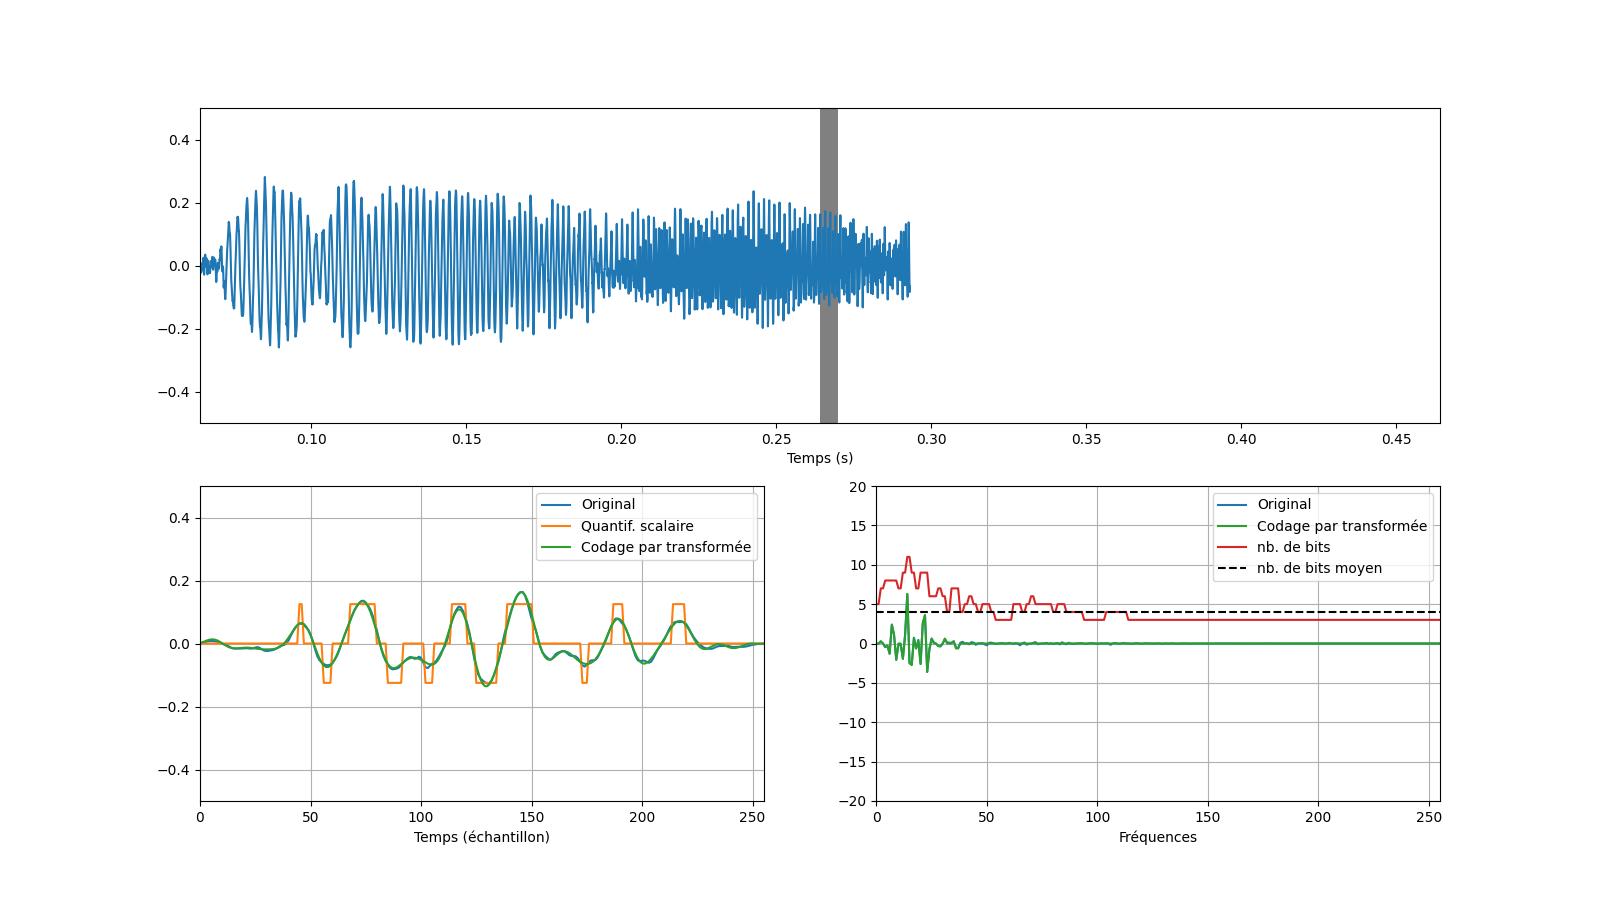 0.4
0.2
0.0
−0.2
−0.4
0.10 0.15 0.20 0.25 0.30 0.35 0.40 0.45
Temps (s)
0.4
0.2
0.0
−0.2
−0.4
0 50 100 150 200 250
Temps (échantillon)
Original
Quantif. scalaire
Codage par transformée
20
15
10
5
0
−5
−10
−15
−20
0 50 100 150 200 250
Fréquences
Original
Codage par transformée
nb. de bits
nb. de bits moyen